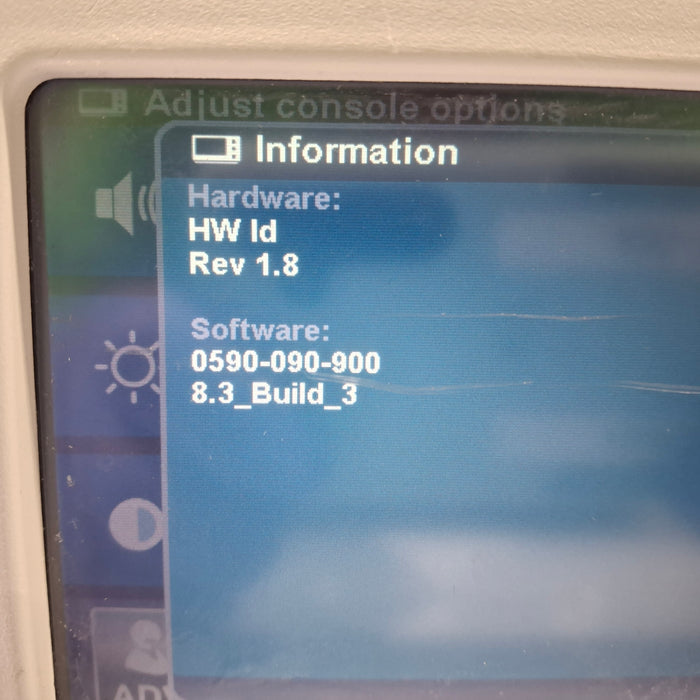 Adjust console options
Information
Hardware:
HW Id
Rev 1.8
Software:
0590-090-900
8.3_Build_3